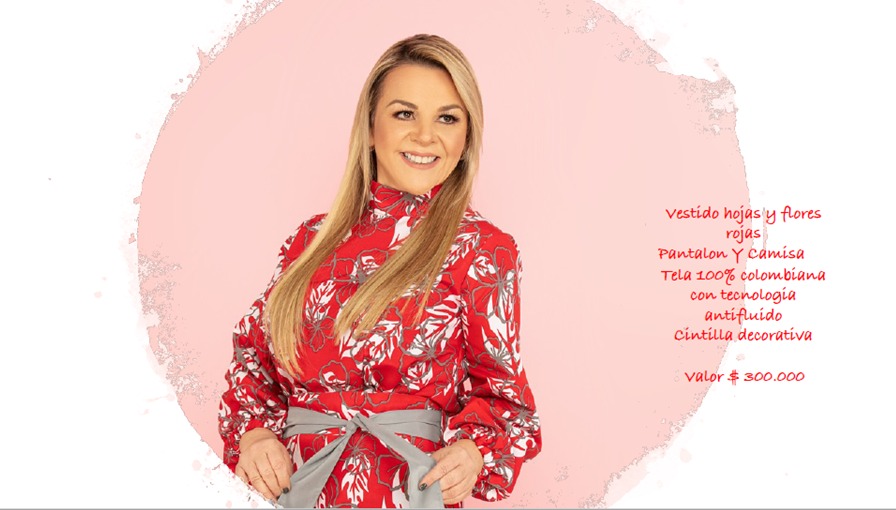 Vestido hojas y flores
rojas
Pantalon Y Camisa
Tela 100% colombiana
con tecnologia
antifluido
Cintilla decorativa
Valor $ 300.000